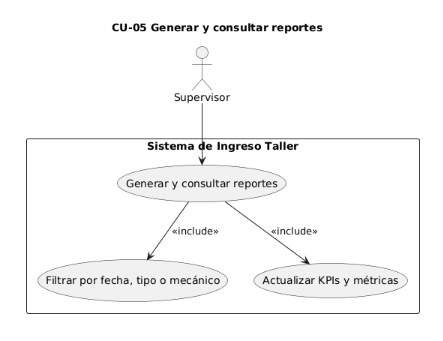 CU-05 Generar y consultar reportes
Supervisor
Sistema de Ingreso Taller
Generar y consultar reportes
«include»
«include»
Filtrar por fecha, tipo o mecánico
Actualizar KPIs y métricas